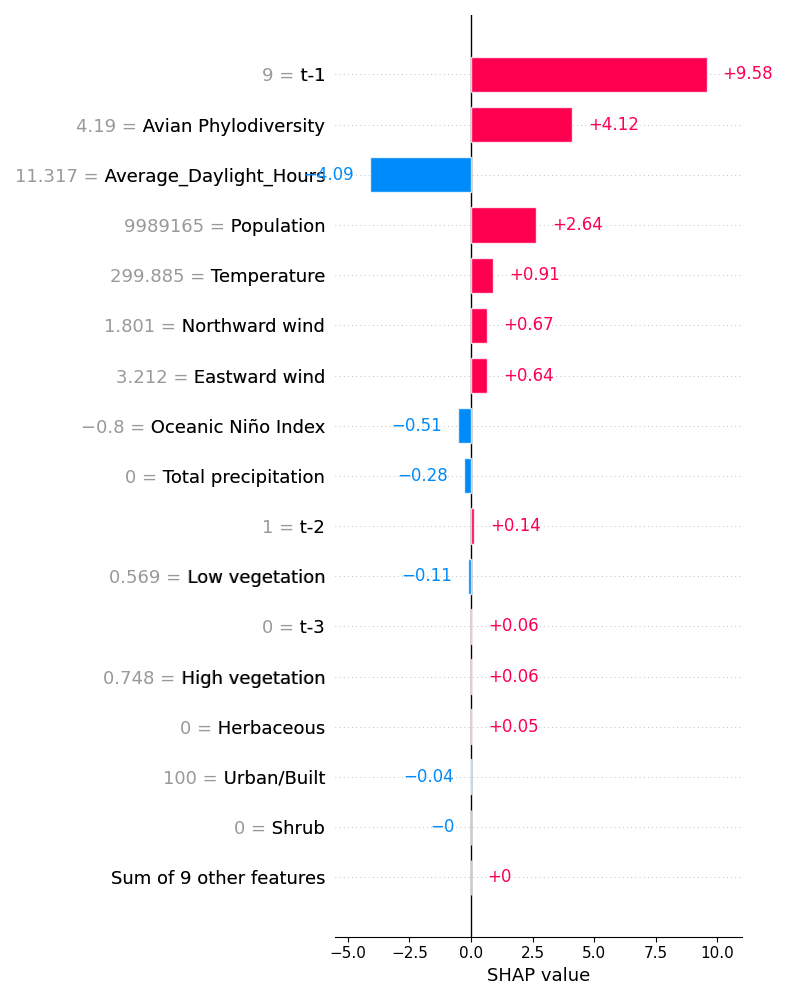 9 = t-1 +9.58
4.19 = Avian Phylodiversity +4.12
11.317 = Average_Daylight_Hours −4.09
9989165 = Population +2.64
299.885 = Temperature +0.91
1.801 = Northward wind +0.67
3.212 = Eastward wind +0.64
−0.8 = Oceanic Niño Index −0.51
0 = Total precipitation −0.28
1 = t-2 +0.14
0.569 = Low vegetation −0.11
0 = t-3 +0.06
0.748 = High vegetation +0.06
0 = Herbaceous +0.05
100 = Urban/Built −0.04
0 = Shrub −0
Sum of 9 other features +0
−5.0 −2.5 0.0 2.5 5.0 7.5 10.0
SHAP value